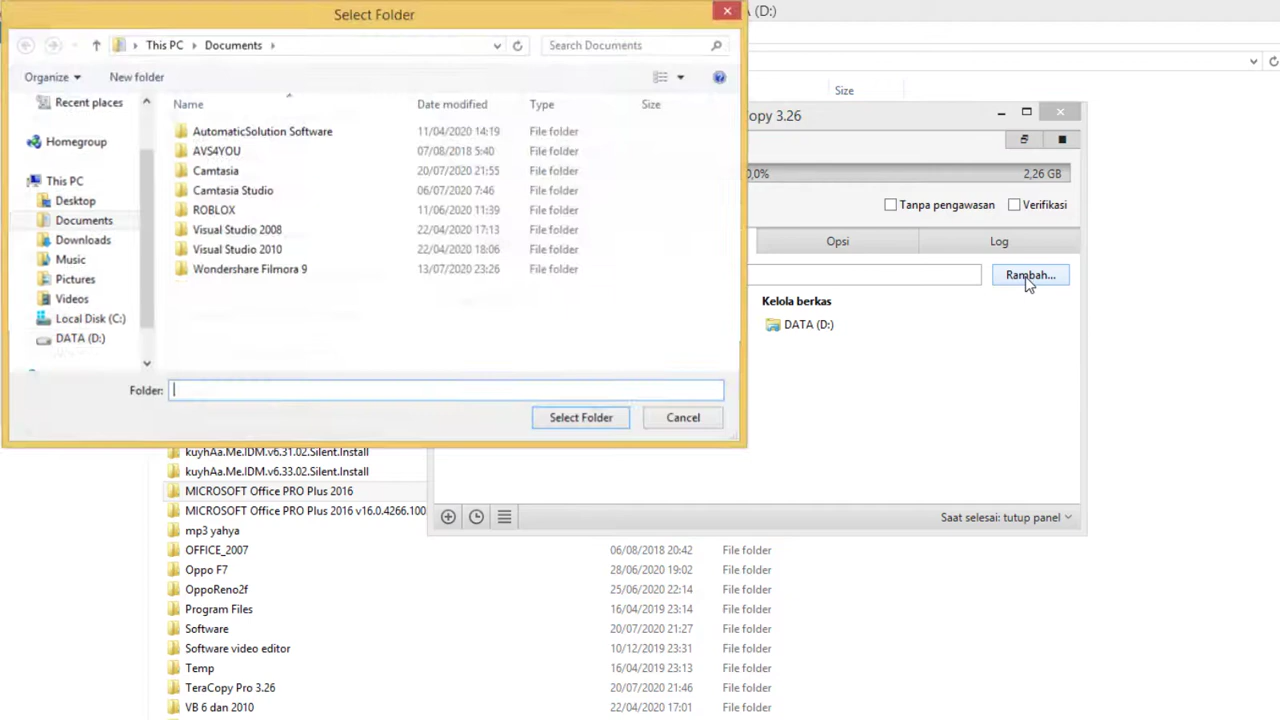 Select Folder
This PC Documents
Search Documents
Organize
New folder
Recent places
Homegroup
This PC
Desktop
Documents
Downloads
Music
Pictures
Videos
Local Disk (C:)
DATA (D:)
Name Date modified Type Size
AutomaticSolution Software 11/04/2020 14:19 File folder
AVS4YOU 07/08/2018 5:40 File folder
Camtasia 20/07/2020 21:55 File folder
Camtasia Studio 06/07/2020 7:46 File folder
ROBLOX 11/06/2020 11:39 File folder
Visual Studio 2008 22/04/2020 17:13 File folder
Visual Studio 2010 22/04/2020 18:06 File folder
Wondershare Filmora 9 13/07/2020 23:26 File folder
Folder:
Select Folder
Cancel
(D:)
Size
opy 3.26
0,0% 2,26 GB
Tanpa pengawasan
Verifikasi
Opsi
Log
Rambah...
Kelola berkas
DATA (D:)
Saat selesai: tutup panel
kuyhAa.Me.IDM.v6.31.02.Silent.Install
kuyhAa.Me.IDM.v6.33.02.Silent.Install
MICROSOFT Office PRO Plus 2016
MICROSOFT Office PRO Plus 2016 v16.0.4266.100
mp3 yahya
OFFICE_2007 06/08/2018 20:42 File folder
Oppo F7 28/06/2020 19:02 File folder
OppoReno2f 25/06/2020 22:14 File folder
Program Files 16/04/2019 23:14 File folder
Software 20/07/2020 21:27 File folder
Software video editor 10/12/2019 23:31 File folder
Temp 16/04/2019 23:13 File folder
TeraCopy Pro 3.26 20/07/2020 21:46 File folder
VB 6 dan 2010 22/04/2020 17:01 File folder